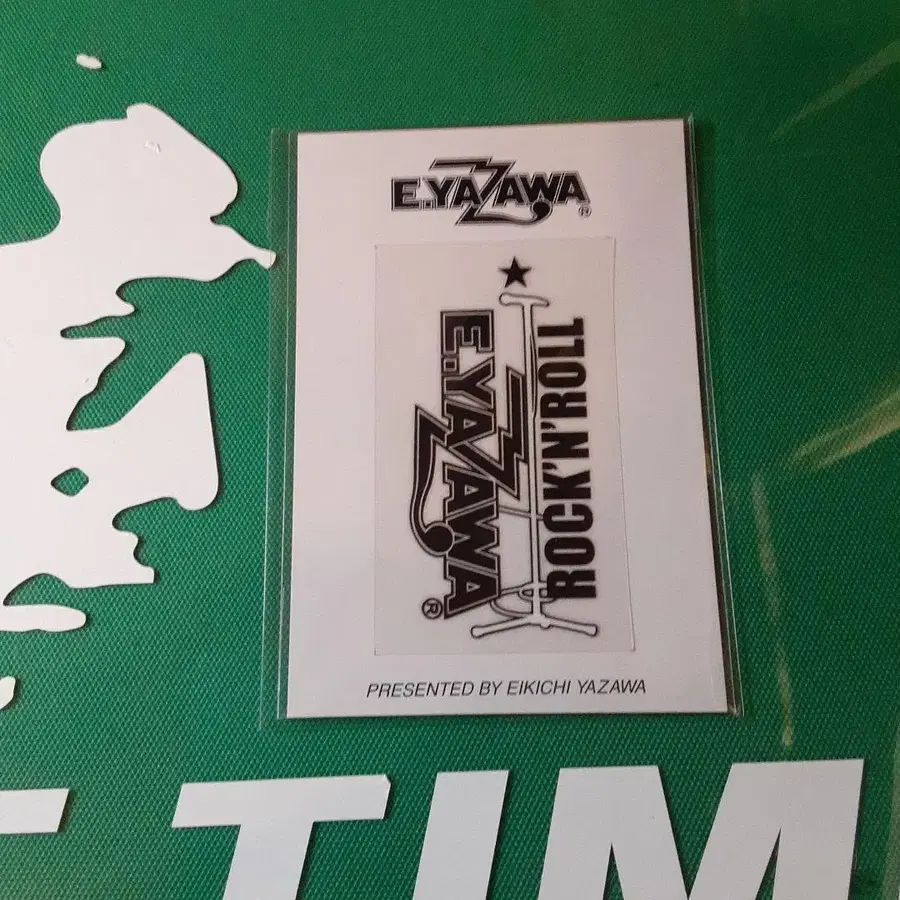 E.YAZAWA®
★
E.YAZAWA®
ROCK'N'ROLL
PRESENTED BY EIKICHI YAZAWA
TIM